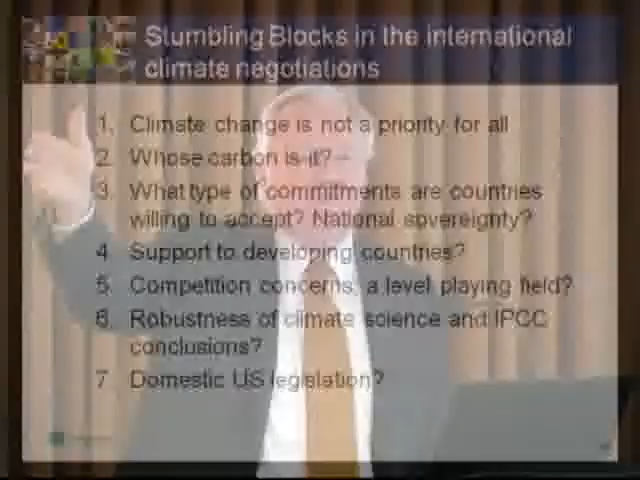 Stumbling Blocks in the international
climate negotiations
1. Climate change is not a priority for all
2. Whose carbon is it? –
3. What type of commitments are countries
willing to accept? National sovereignty?
4. Support to developing countries?
5. Competition concerns, a level playing field?
6. Robustness of climate science and IPCC
conclusions?
7. Domestic US legislation?